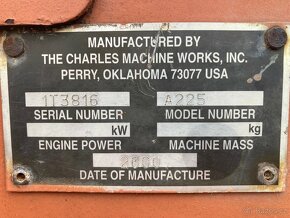 MANUFACTURED BY
THE CHARLES MACHINE WORKS, INC.
PERRY, OKLAHOMA 73077 USA
1T3816 A225
SERIAL NUMBER MODEL NUMBER
kW kg
ENGINE POWER MACHINE MASS
2000
DATE OF MANUFACTURE